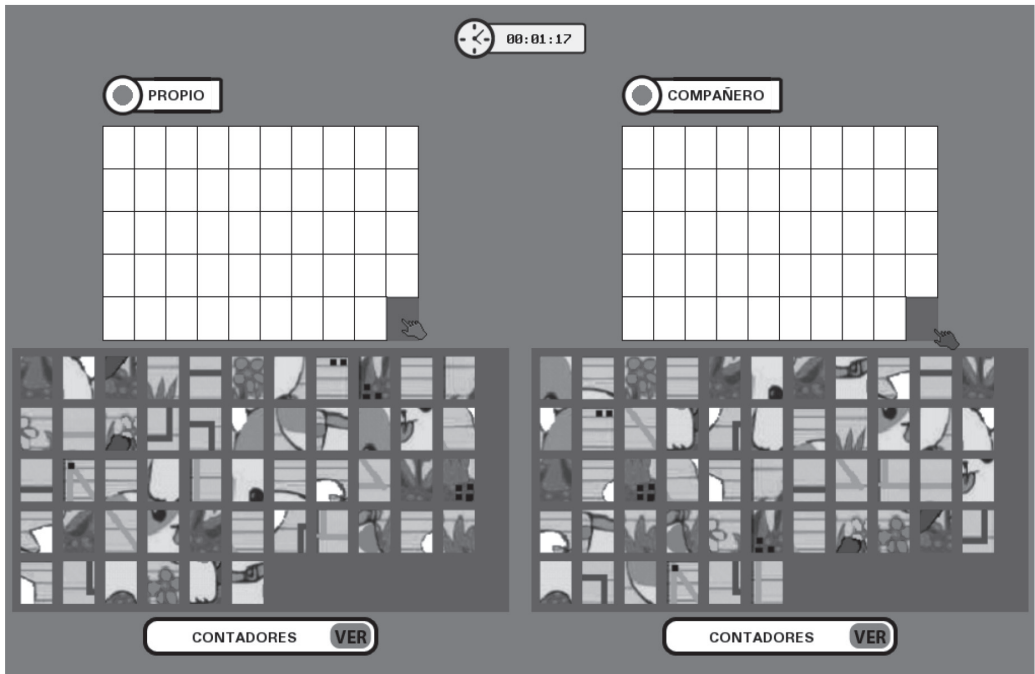 00:01:17
PROPIO
COMPAÑERO
CONTADORES VER
CONTADORES VER